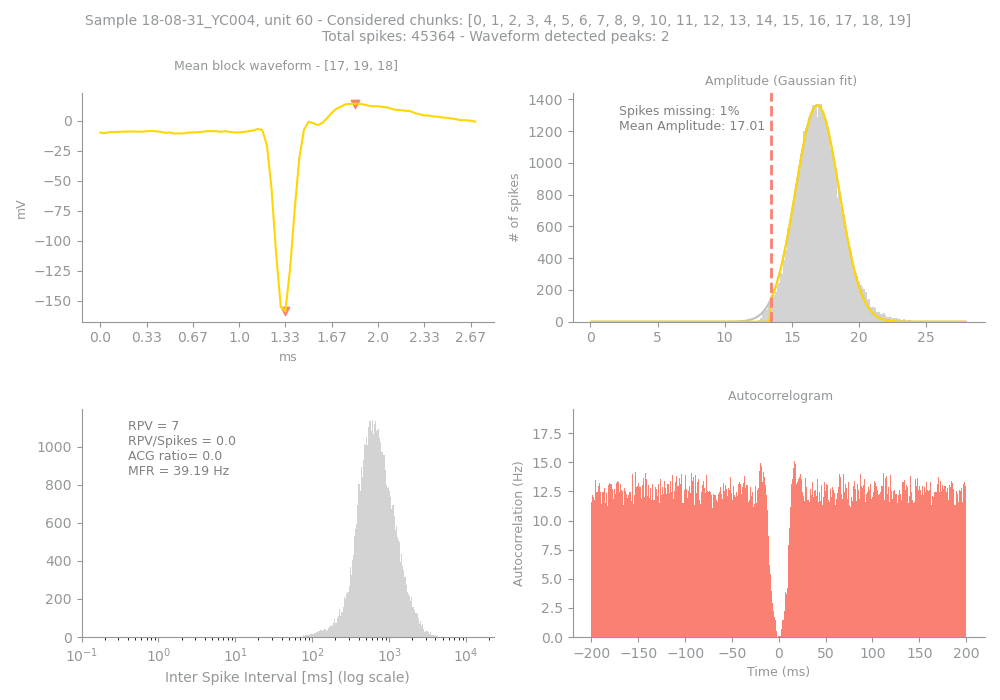 Sample 18-08-31_YC004, unit 60 - Considered chunks: [0, 1, 2, 3, 4, 5, 6, 7, 8, 9, 10, 11, 12, 13, 14, 15, 16, 17, 18, 19]
Total spikes: 45364 - Waveform detected peaks: 2
Mean block waveform - [17, 19, 18]
0
−25
−50
−75
−100
−125
−150
mV
0.0 0.33 0.67 1.0 1.33 1.67 2.0 2.33 2.67
ms
Amplitude (Gaussian fit)
Spikes missing: 1%
Mean Amplitude: 17.01
1400
1200
1000
800
600
400
200
0
# of spikes
0 5 10 15 20 25
RPV = 7
RPV/Spikes = 0.0
ACG ratio= 0.0
MFR = 39.19 Hz
1000
800
600
400
200
0
10⁻¹ 10⁰ 10¹ 10² 10³ 10⁴
Inter Spike Interval [ms] (log scale)
Autocorrelogram
17.5
15.0
12.5
10.0
7.5
5.0
2.5
0.0
Autocorrelation (Hz)
−200 −150 −100 −50 0 50 100 150 200
Time (ms)